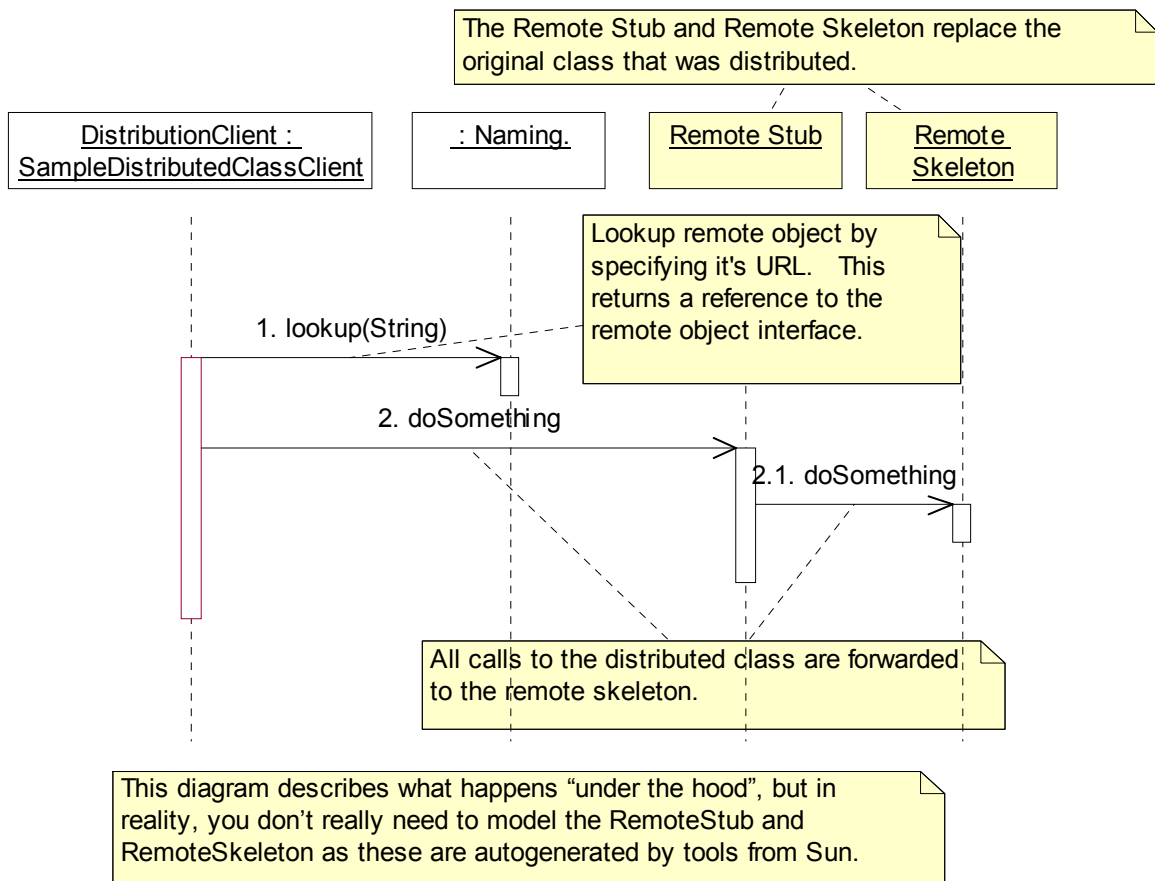 The Remote Stub and Remote Skeleton replace the
original class that was distributed.
DistributionClient :
SampleDistributedClassClient
: Naming.
Remote Stub
Remote
Skeleton
Lookup remote object by
specifying it's URL. This
returns a reference to the
remote object interface.
1. lookup(String)
2. doSomething
2.1. doSomething
All calls to the distributed class are forwarded
to the remote skeleton.
This diagram describes what happens “under the hood”, but in
reality, you don’t really need to model the RemoteStub and
RemoteSkeleton as these are autogenerated by tools from Sun.